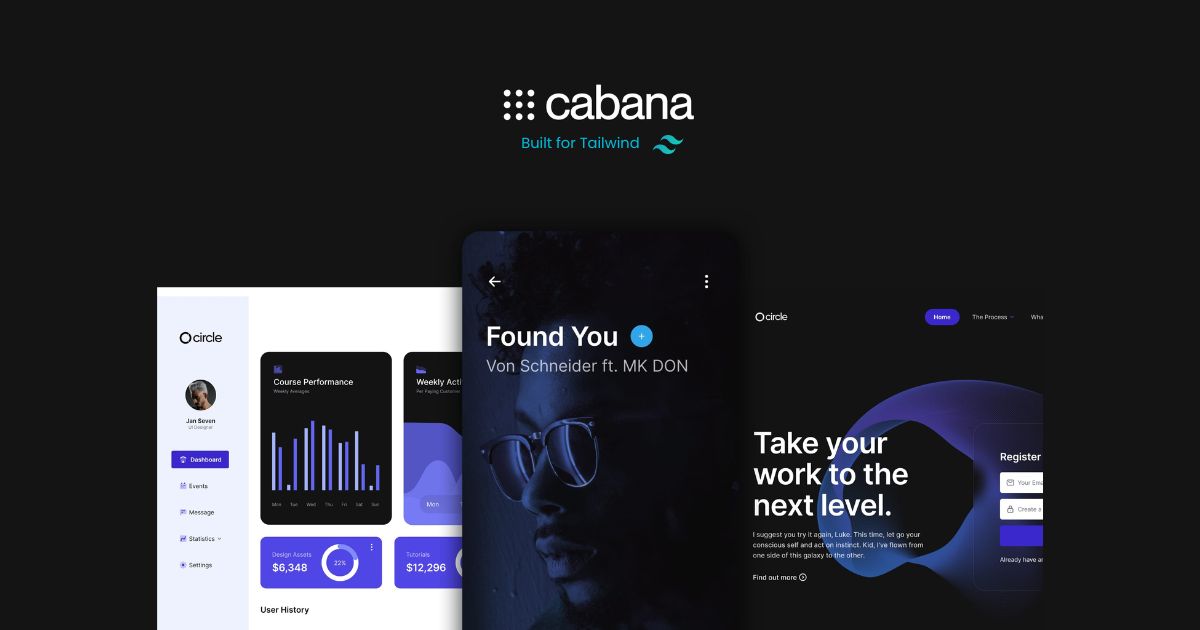 cabana
Built for Tailwind
circle
Jan Seven
UI Designer
Dashboard
Events
Message
Statistics
Settings
Course Performance
Weekly Averages
Mon Tue Wed Thu Fri Sat Sun
Weekly Acti
Per Paying Customer
Mon
Design Assets
$6,348
22%
Tutorials
$12,296
User History
Found You
Von Schneider ft. MK DON
circle
Home The Process Wha
Take your
work to the
next level.
I suggest you try it again, Luke. This time, let go your
conscious self and act on instinct. Kid, I've flown from
one side of this galaxy to the other.
Find out more
Register
Your Ema
Create a
Already have an